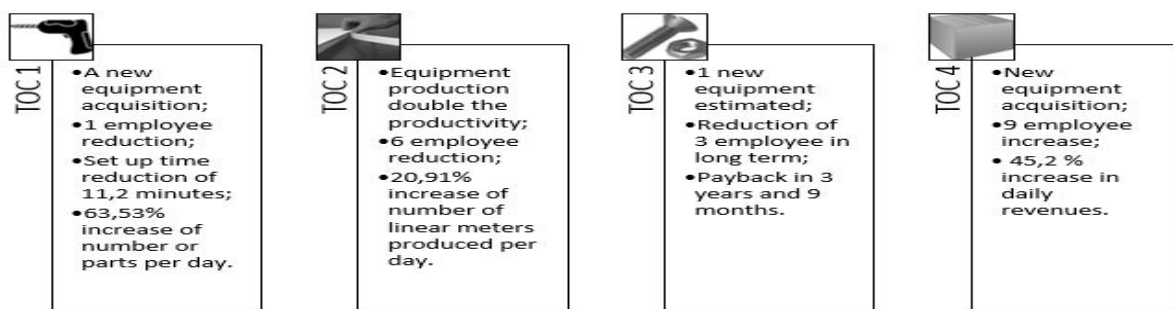 TOC 1
•A new
equipment
acquisition;
•1 employee
reduction;
•Set up time
reduction of
11,2 minutes;
•63,53%
increase of
number or
parts per day.
TOC 2
•Equipment
production
double the
productivity;
•6 employee
reduction;
•20,91%
increase of
number of
linear meters
produced per
day.
TOC 3
•1 new
equipment
estimated;
•Reduction of
3 employee in
long term;
•Payback in 3
years and 9
months.
TOC 4
•New
equipment
acquisition;
•9 employee
increase;
• 45,2 %
increase in
daily
revenues.